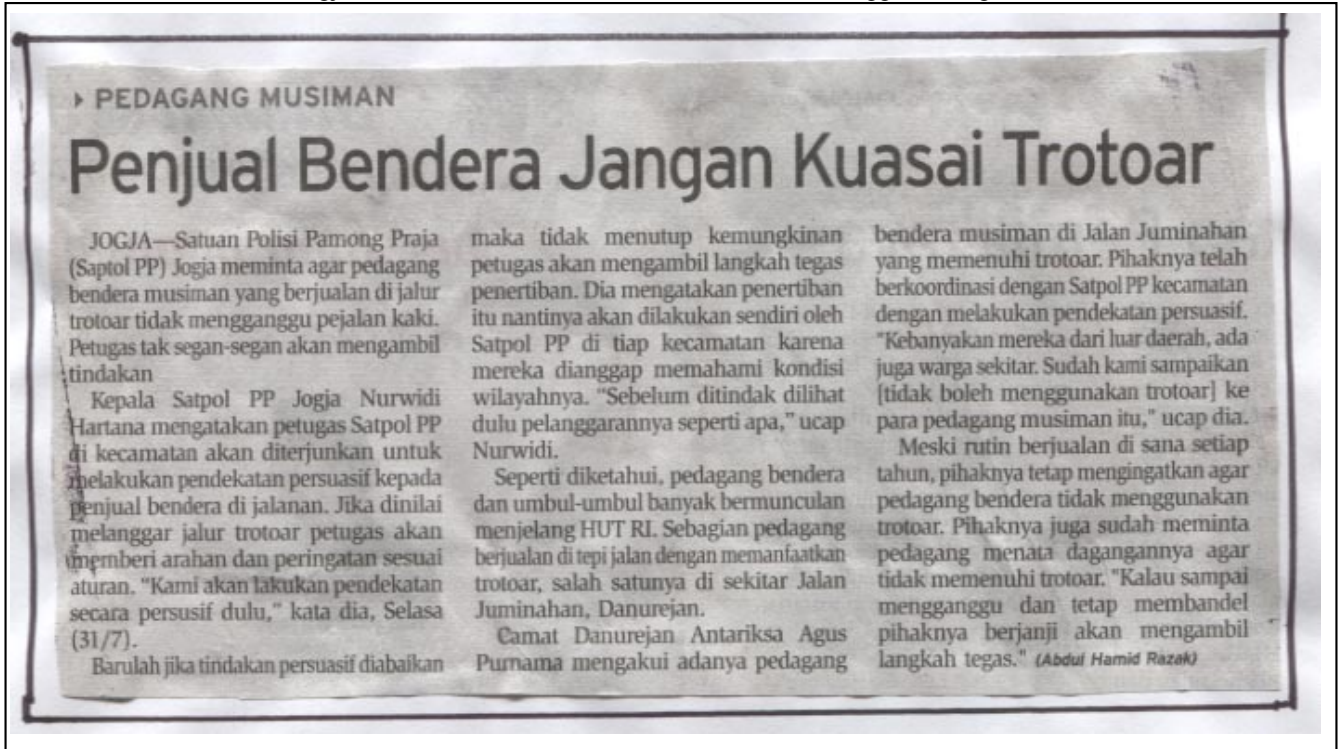 PEDAGANG MUSIMAN
Penjual Bendera Jangan Kuasai Trotoar
JOGJA—Satuan Polisi Pamong Praja
(Saptol PP) Jogja meminta agar pedagang
bendera musiman yang berjualan di jalur
trotoar tidak mengganggu pejalan kaki.
Petugas tak segan-segan akan mengambil
tindakan
Kepala Satpol PP Jogja Nurwidi
Hartana mengatakan petugas Satpol PP
di kecamatan akan diterjunkan untuk
melakukan pendekatan persuasif kepada
penjual bendera di jalanan. Jika dinilai
melanggar jalur trotoar petugas akan
memberi arahan dan peringatan sesuai
aturan. "Kami akan lakukan pendekatan
secara persusif dulu," kata dia, Selasa
(31/7).
Barulah jika tindakan persuasif diabaikan
maka tidak menutup kemungkinan
petugas akan mengambil langkah tegas
penertiban. Dia mengatakan penertiban
itu nantinya akan dilakukan sendiri oleh
Satpol PP di tiap kecamatan karena
mereka dianggap memahami kondisi
wilayahnya. "Sebelum ditindak dilihat
dulu pelanggarannya seperti apa," ucap
Nurwidi.
Seperti diketahui, pedagang bendera
dan umbul-umbul banyak bermunculan
menjelang HUT RI. Sebagian pedagang
berjualan di tepi jalan dengan memanfaatkan
trotoar, salah satunya di sekitar Jalan
Juminahan, Danurejan.
Camat Danurejan Antariksa Agus
Purnama mengakui adanya pedagang
bendera musiman di Jalan Juminahan
yang memenuhi trotoar. Pihaknya telah
berkoordinasi dengan Satpol PP kecamatan
dengan melakukan pendekatan persuasif.
"Kebanyakan mereka dari luar daerah, ada
juga warga sekitar. Sudah kami sampaikan
[tidak boleh menggunakan trotoar] ke
para pedagang musiman itu," ucap dia.
Meski rutin berjualan di sana setiap
tahun, pihaknya tetap mengingatkan agar
pedagang bendera tidak menggunakan
trotoar. Pihaknya juga sudah meminta
pedagang menata dagangannya agar
tidak memenuhi trotoar. "Kalau sampai
mengganggu dan tetap membandel
pihaknya berjanji akan mengambil
langkah tegas." (Abdul Hamid Razak)